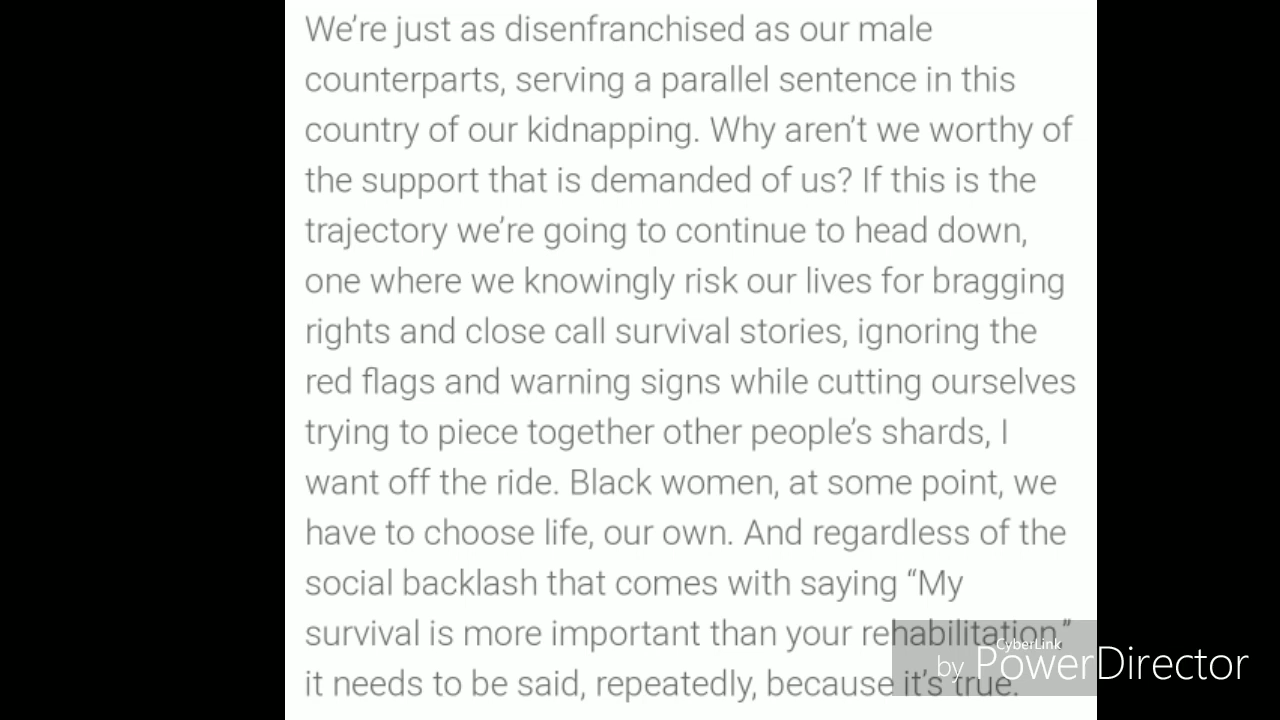 We’re just as disenfranchised as our male
counterparts, serving a parallel sentence in this
country of our kidnapping. Why aren’t we worthy of
the support that is demanded of us? If this is the
trajectory we’re going to continue to head down,
one where we knowingly risk our lives for bragging
rights and close call survival stories, ignoring the
red flags and warning signs while cutting ourselves
trying to piece together other people’s shards, I
want off the ride. Black women, at some point, we
have to choose life, our own. And regardless of the
social backlash that comes with saying “My
survival is more important than your rehabilitation”
it needs to be said, repeatedly, because it’s true.
CyberLink
by PowerDirector